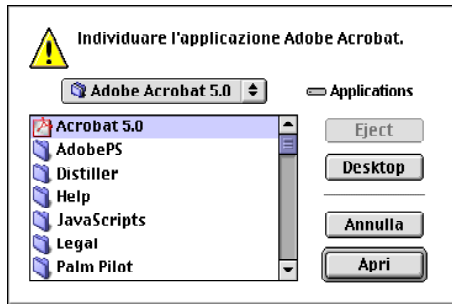 Individuare l'applicazione Adobe Acrobat.
Adobe Acrobat 5.0
Applications
Acrobat 5.0
AdobePS
Distiller
Help
JavaScripts
Legal
Palm Pilot
Eject
Desktop
Annulla
Apri